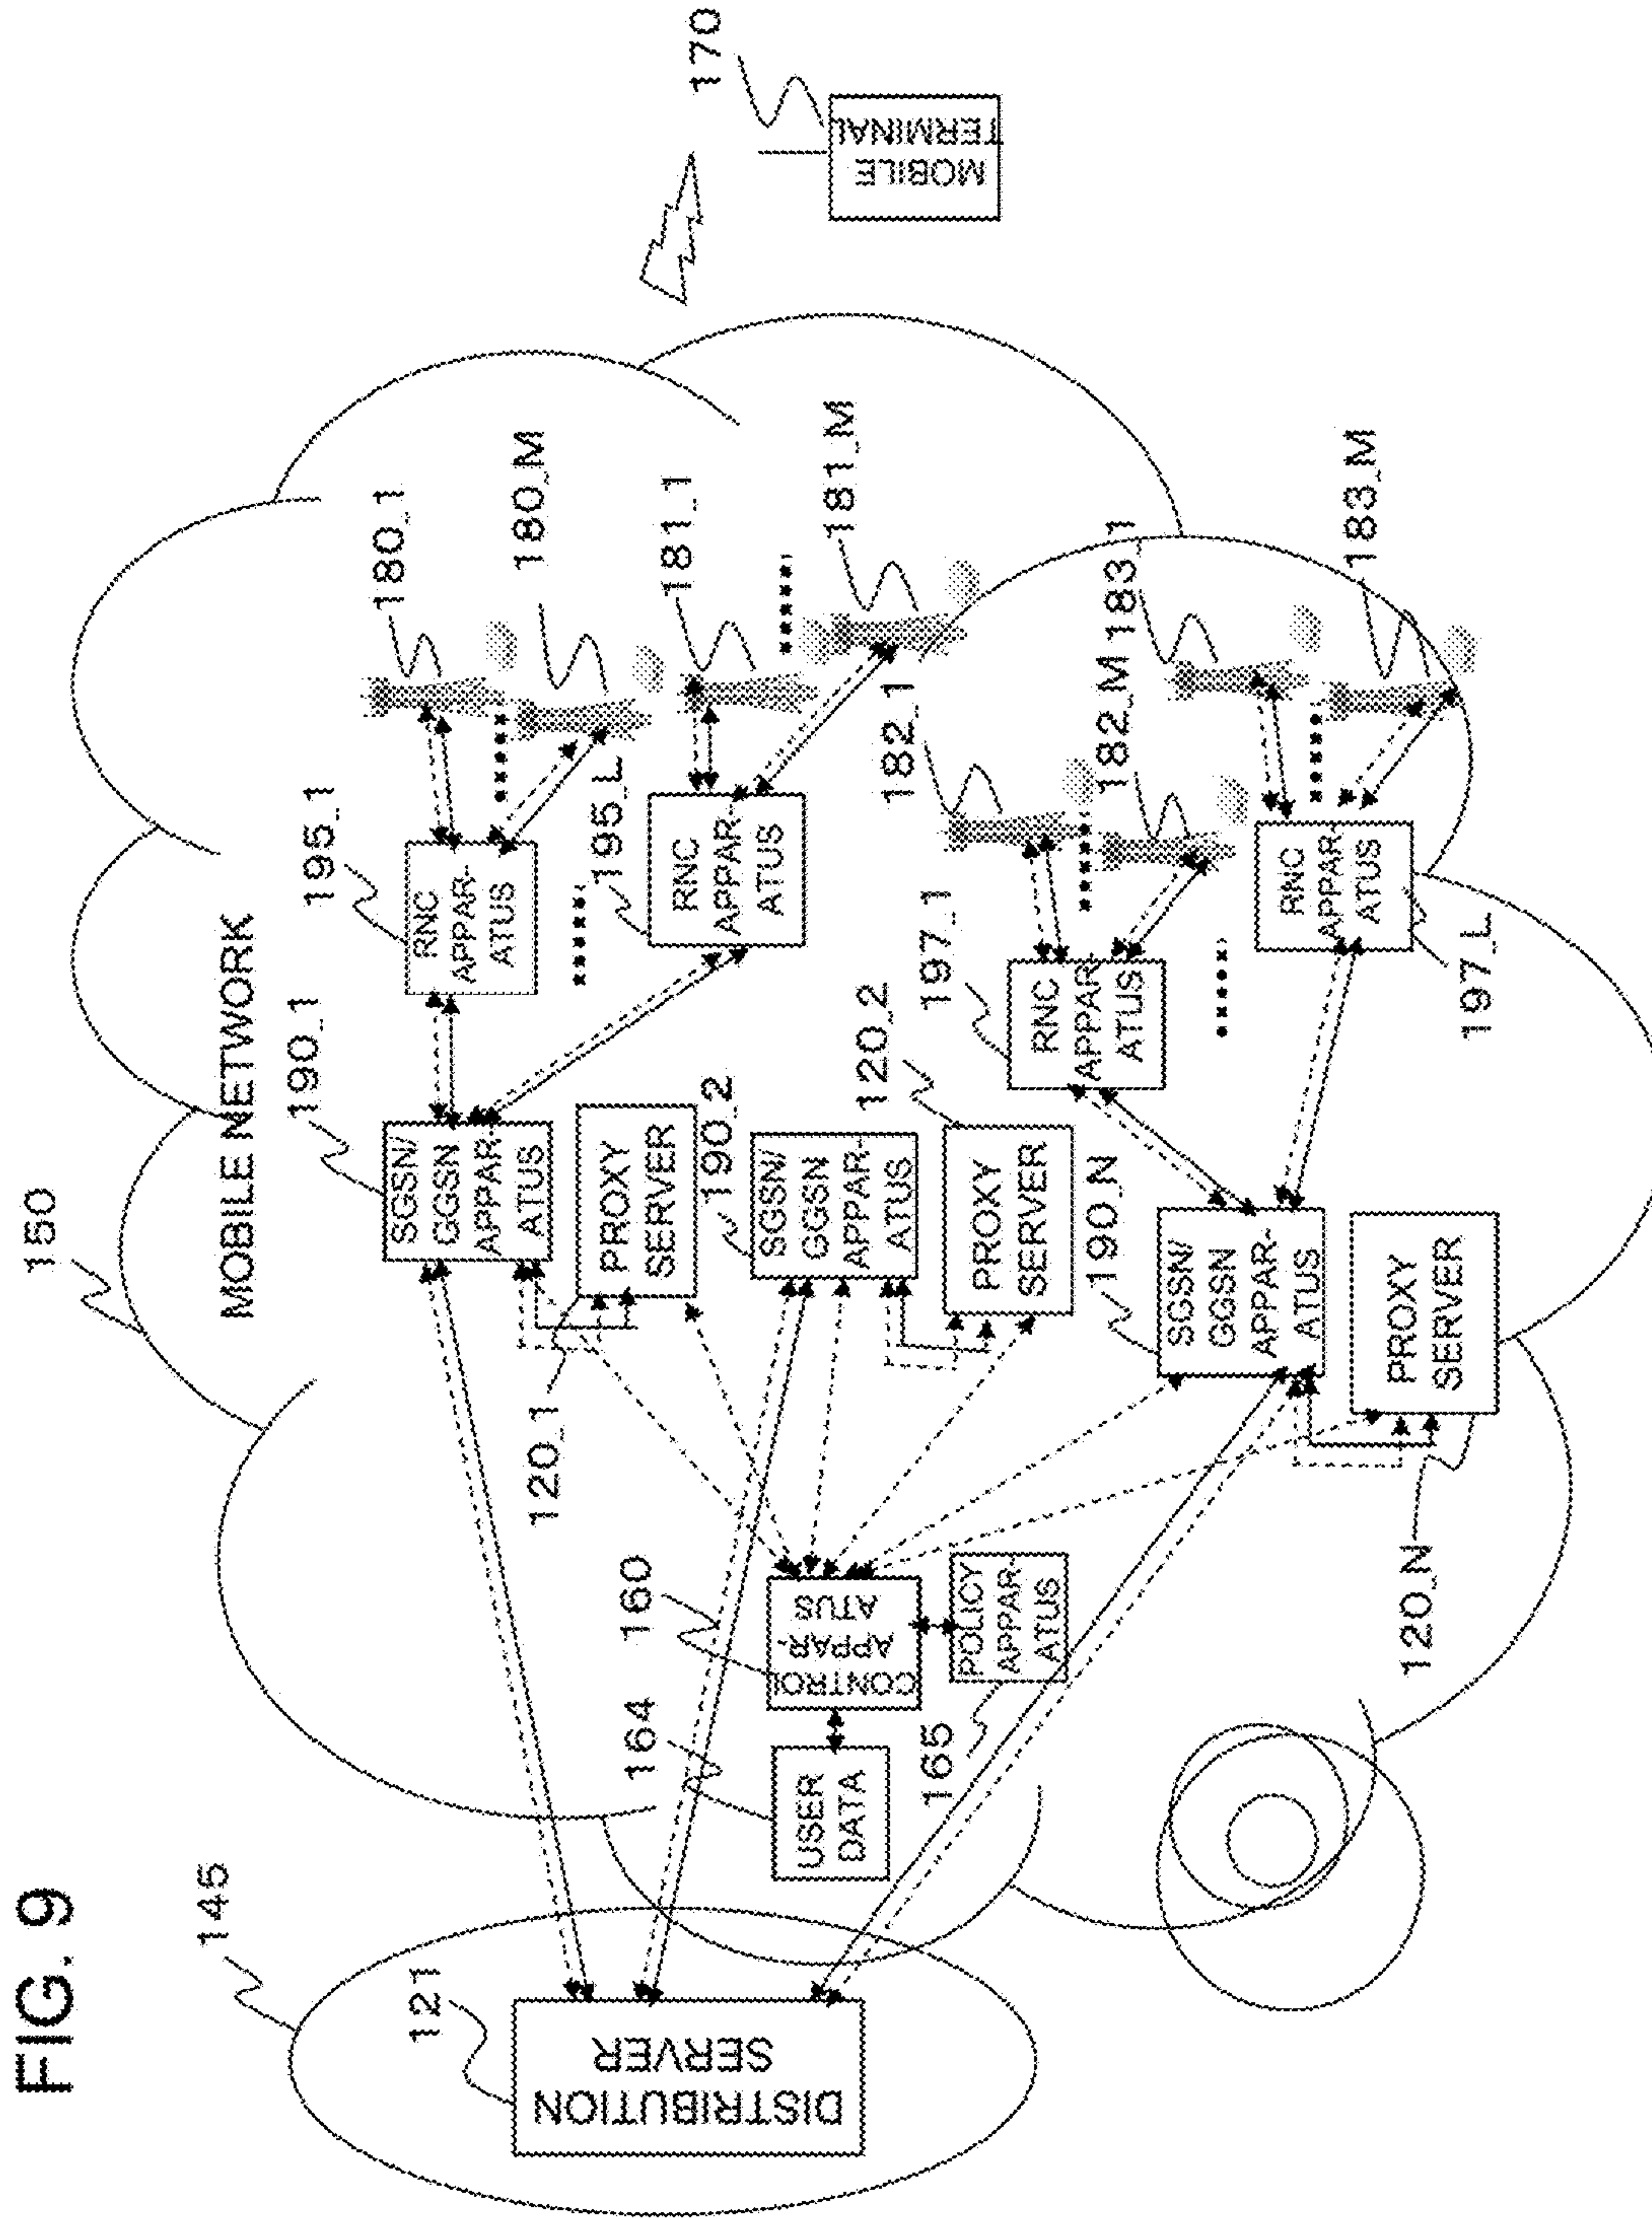 FIG. 9
145
121
DISTRIBUTION
SERVER
150
MOBILE NETWORK
190_1
SGSN/
GGSN
APPAR-
ATUS
120_1
PROXY
SERVER
195_1
RNC
APPAR-
ATUS
195_L
RNC
APPAR-
ATUS
180_1
180_M
181_1
181_M
170
MOBILE
TERMINAL
164
USER
DATA
160
CONTROL
APPAR-
ATUS
165
POLICY
APPAR-
ATUS
190_2
SGSN/
GGSN
APPAR-
ATUS
120_2
PROXY
SERVER
190_N
SGSN/
GGSN
APPAR-
ATUS
120_N
PROXY
SERVER
197_1
RNC
APPAR-
ATUS
197_L
RNC
APPAR-
ATUS
182_1
182_M
183_1
183_M